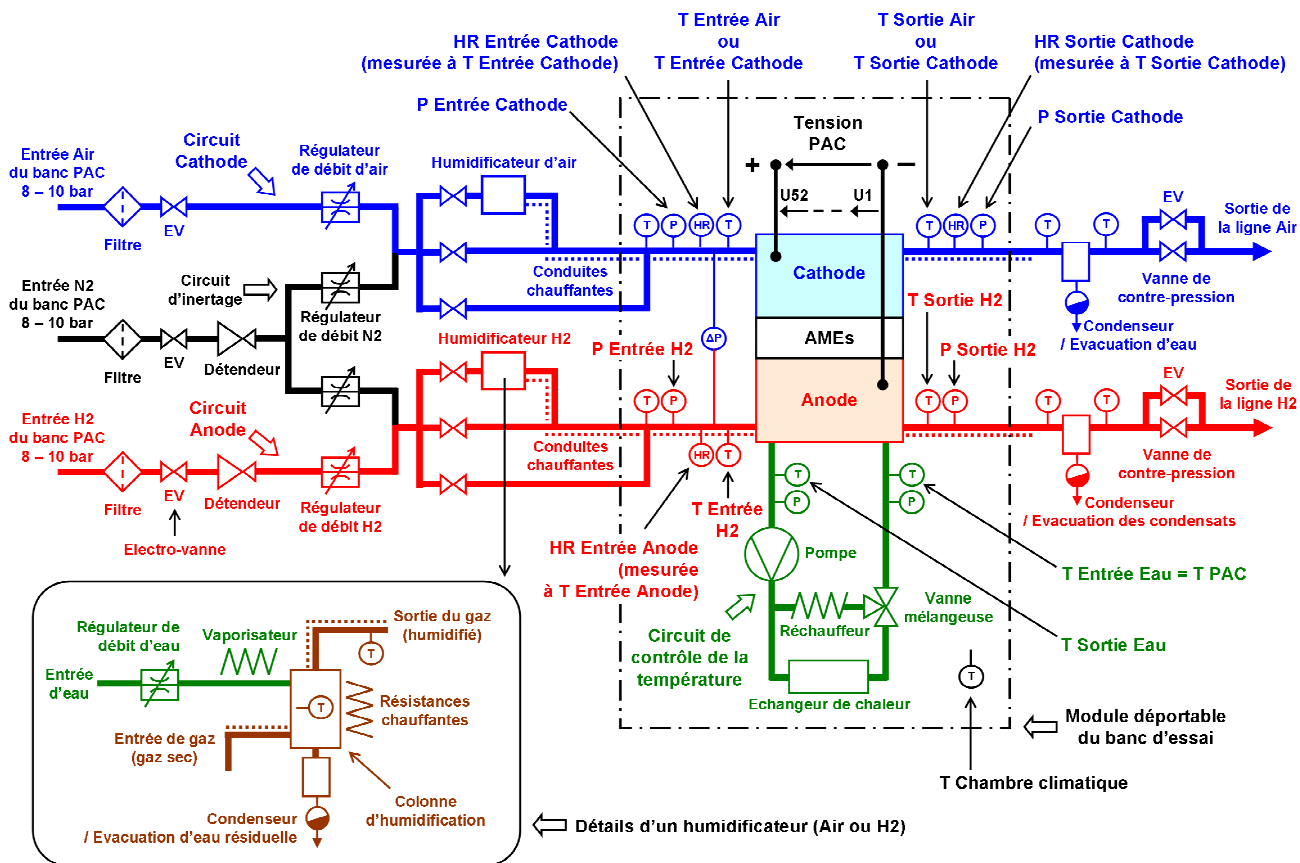 T Entrée Air
ou
T Entrée Cathode
T Sortie Air
ou
T Sortie Cathode
HR Entrée Cathode
(mesurée à T Entrée Cathode)
HR Sortie Cathode
(mesurée à T Sortie Cathode)
P Entrée Cathode
P Sortie Cathode
Tension
PAC
+
–
U52
U1
Entrée Air
du banc PAC
8 – 10 bar
Circuit
Cathode
Régulateur
de débit d'air
Humidificateur d'air
Filtre
EV
T
P
HR
T
T
HR
P
T
T
EV
Sortie de
la ligne Air
Conduites
chauffantes
Cathode
Vanne de
contre-pression
Condenseur
/ Evacuation d'eau
Entrée N2
du banc PAC
8 – 10 bar
Circuit
d'inertage
Régulateur
de débit N2
Filtre
EV
Détendeur
Humidificateur H2
ΔP
AMEs
T Sortie H2
P Entrée H2
P Sortie H2
Entrée H2
du banc PAC
8 – 10 bar
Circuit
Anode
Filtre
EV
Détendeur
Régulateur
de débit H2
Electro-vanne
Conduites
chauffantes
T
P
HR
T
Anode
T
P
T
T
EV
Sortie de
la ligne H2
Vanne de
contre-pression
Condenseur
/ Evacuation des condensats
T Entrée
H2
HR Entrée Anode
(mesurée
à T Entrée Anode)
T
P
T
P
Pompe
Vanne
mélangeuse
Réchauffeur
Circuit de
contrôle de la
température
Echangeur de chaleur
T Entrée Eau = T PAC
T Sortie Eau
T
Module déportable
du banc d'essai
T Chambre climatique
Régulateur de
débit d'eau
Vaporisateur
Sortie du gaz
(humidifié)
T
Entrée
d'eau
T
Résistances
chauffantes
Entrée de gaz
(gaz sec)
Colonne
d'humidification
Condenseur
/ Evacuation d'eau résiduelle
Détails d'un humidificateur (Air ou H2)